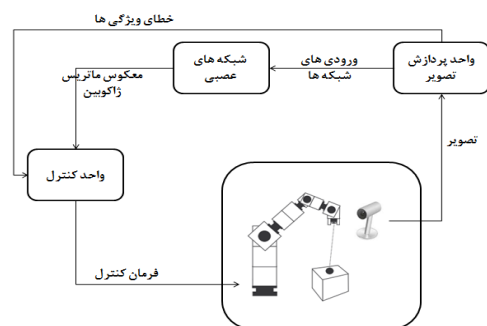 خطای ویژگی ها
واحد پردازش
تصویر
ورودی های
شبکه ها
شبکه های
عصبی
معکوس ماتریس
ژاکوبین
تصویر
واحد کنترل
فرمان کنترل